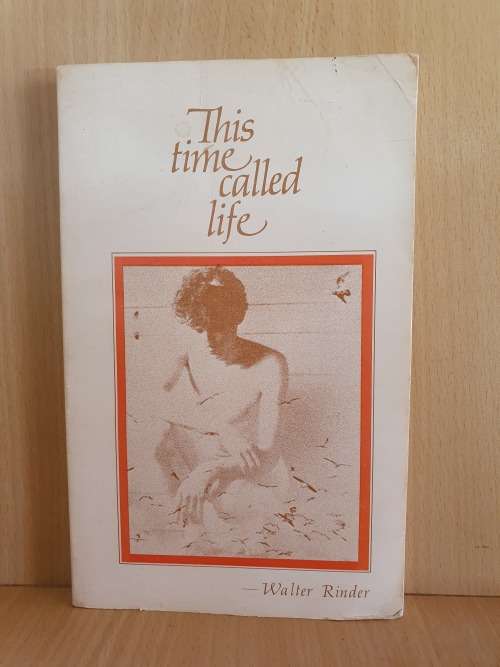 This
time
called
life
—Walter Rinder